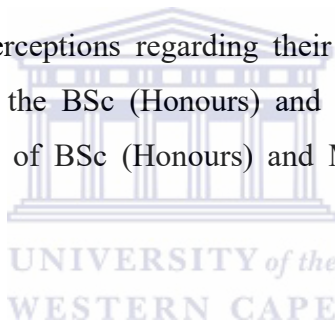 erceptions regarding their
the BSc (Honours) and
of BSc (Honours) and
UNIVERSITY of the
WESTERN CAPE